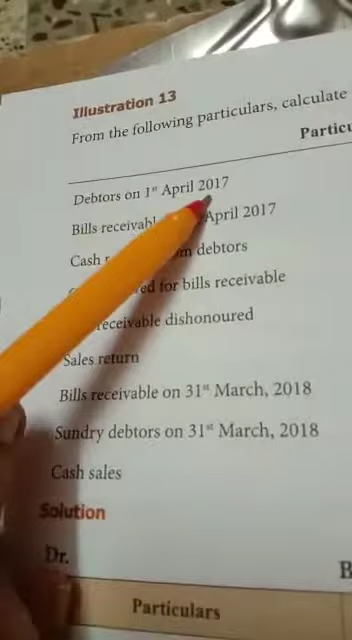 Illustration 13
From the following particulars, calculate
Particu
Debtors on 1st April 2017
Bills receivabl April 2017
Cash r m debtors
ed for bills receivable
receivable dishonoured
Sales return
Bills receivable on 31st March, 2018
Sundry debtors on 31st March, 2018
Cash sales
Solution
Dr.
B
Particulars